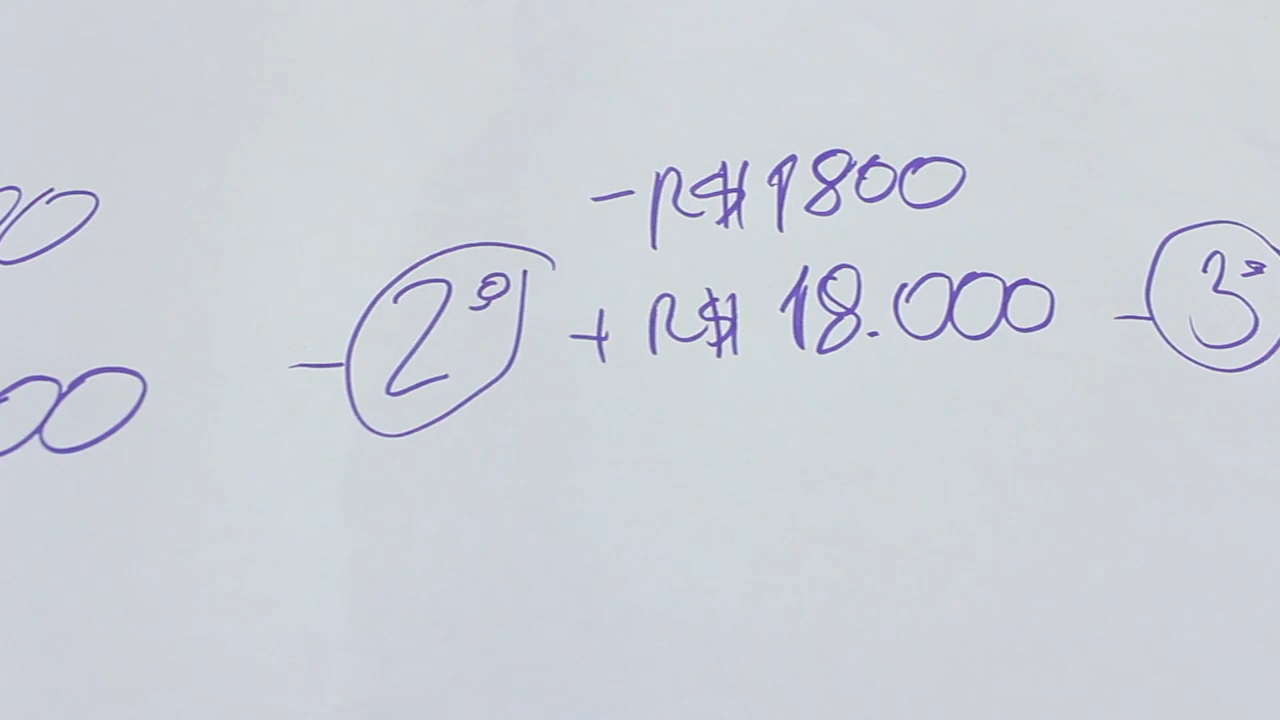 - R$ 1800
- 2º + R$ 18.000 - 3º